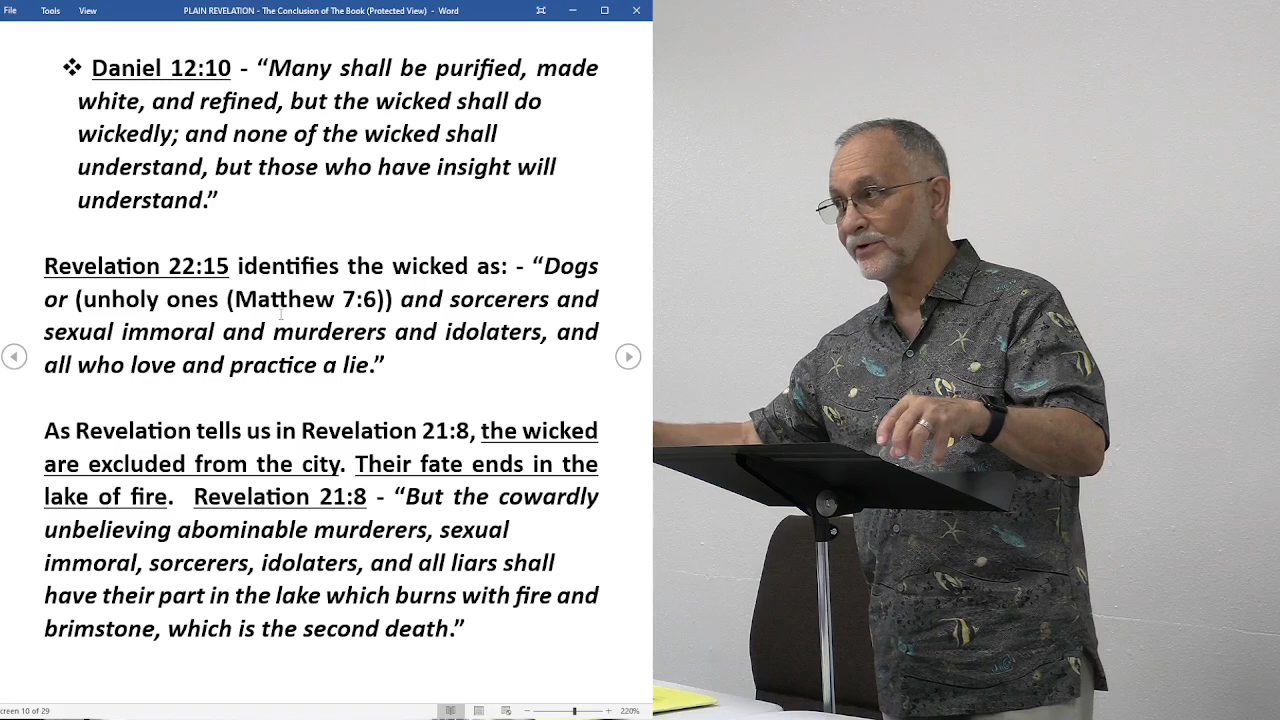 File Tools View PLAIN REVELATION - The Conclusion of The Book (Protected View) - Word
❖ Daniel 12:10 - “Many shall be purified, made
white, and refined, but the wicked shall do
wickedly; and none of the wicked shall
understand, but those who have insight will
understand.”
Revelation 22:15 identifies the wicked as: - “Dogs
or (unholy ones (Matthew 7:6)) and sorcerers and
sexual immoral and murderers and idolaters, and
all who love and practice a lie.”
As Revelation tells us in Revelation 21:8, the wicked
are excluded from the city. Their fate ends in the
lake of fire. Revelation 21:8 - “But the cowardly
unbelieving abominable murderers, sexual
immoral, sorcerers, idolaters, and all liars shall
have their part in the lake which burns with fire and
brimstone, which is the second death.”
creen 10 of 29 220%